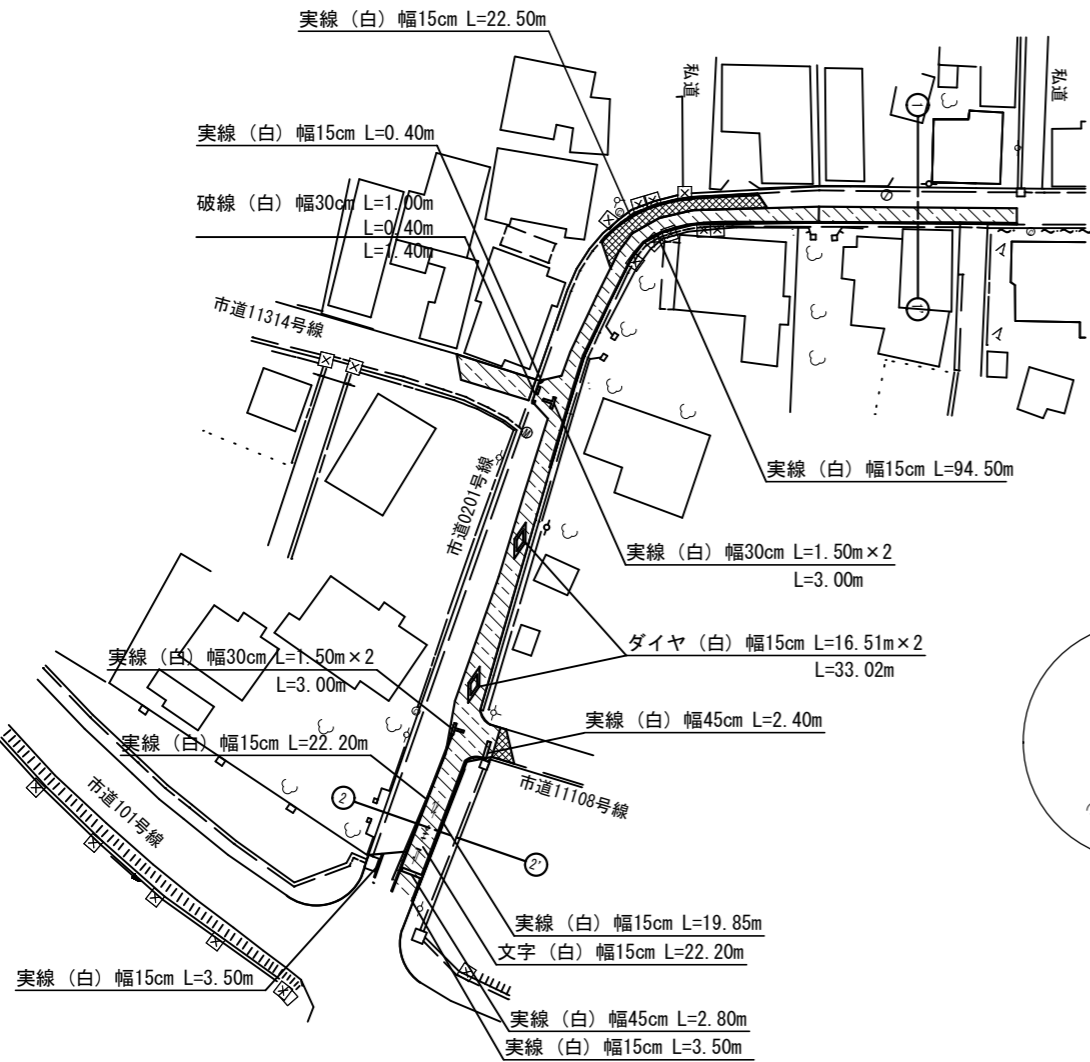 実線（白）幅15cm L=22.50m
私道
私道
1
実線（白）幅15cm L=0.40m
破線（白）幅30cm L=1.00m
L=0.40m
L=1.40m
市道11314号線
1'
実線（白）幅15cm L=94.50m
市道0201号線
実線（白）幅30cm L=1.50m×2
L=3.00m
ダイヤ（白）幅15cm L=16.51m×2
L=33.02m
実線（白）幅30cm L=1.50m×2
L=3.00m
実線（白）幅45cm L=2.40m
実線（白）幅15cm L=22.20m
市道11108号線
市道101号線
2
2'
実線（白）幅15cm L=19.85m
文字（白）幅15cm L=22.20m
実線（白）幅15cm L=3.50m
実線（白）幅45cm L=2.80m
実線（白）幅15cm L=3.50m